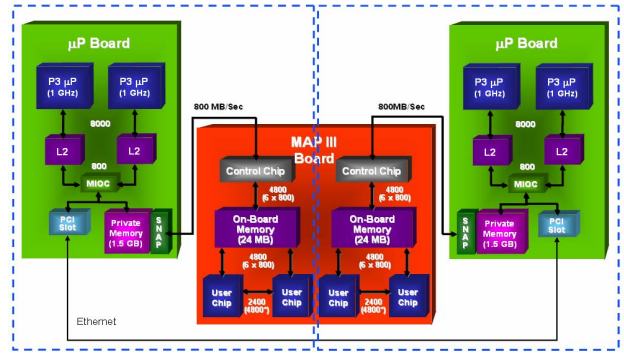 µP Board
P3 µP
(1 GHz)
P3 µP
(1 GHz)
8000
L2
L2
800
MIOC
PCI
Slot
Private
Memory
(1.5 GB)
SNAP
800 MB/Sec
800MB/Sec
MAP III
Board
Control Chip
4800
(6 x 800)
On-Board
Memory
(24 MB)
4800
(6 x 800)
User
Chip
2400
(4800*)
User
Chip
Control Chip
4800
(6 x 800)
On-Board
Memory
(24 MB)
4800
(6 x 800)
User
Chip
2400
(4800*)
User
Chip
µP Board
P3 µP
(1 GHz)
P3 µP
(1 GHz)
8000
L2
L2
800
MIOC
SNAP
Private
Memory
(1.5 GB)
PCI
Slot
Ethernet